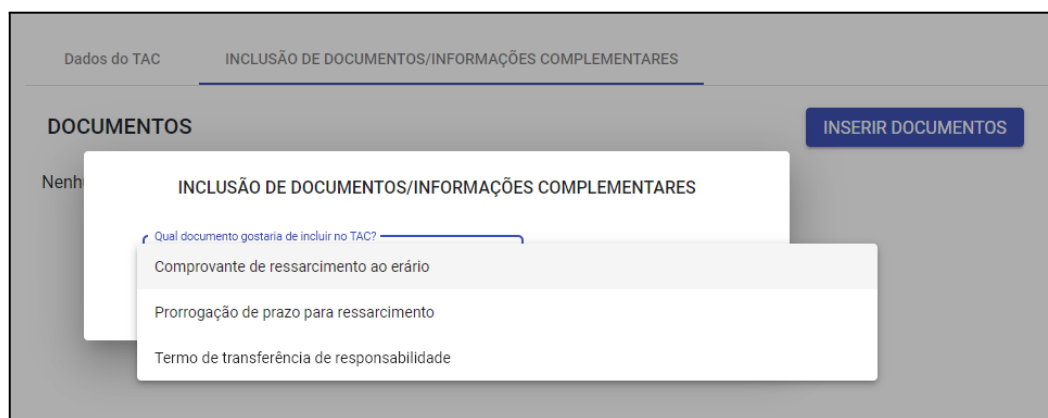 Dados do TAC
INCLUSÃO DE DOCUMENTOS/INFORMAÇÕES COMPLEMENTARES
DOCUMENTOS
INSERIR DOCUMENTOS
INCLUSÃO DE DOCUMENTOS/INFORMAÇÕES COMPLEMENTARES
Qual documento gostaria de incluir no TAC?
Comprovante de ressarcimento ao erário
Prorrogação de prazo para ressarcimento
Termo de transferência de responsabilidade